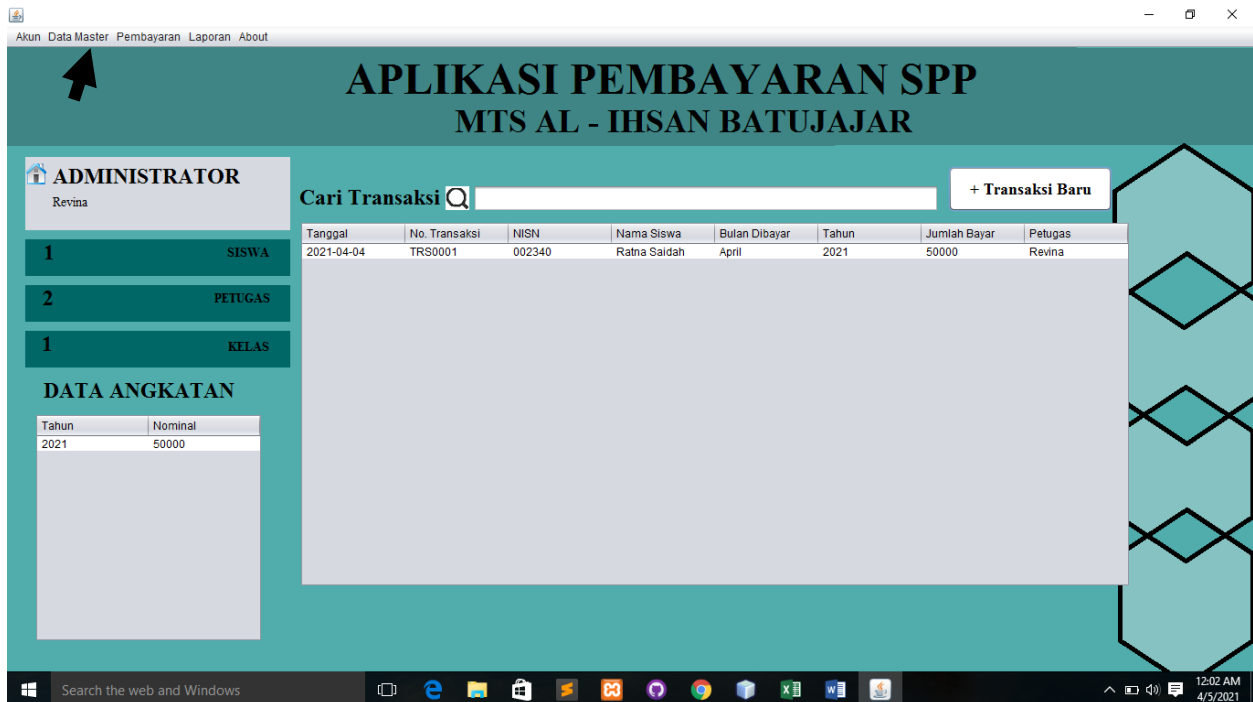 Akun Data Master Pembayaran Laporan About
APLIKASI PEMBAYARAN SPP
MTS AL - IHSAN BATUJAJAR
ADMINISTRATOR
Revina
1 SISWA
2 PETUGAS
1 KELAS
DATA ANGKATAN
Tahun Nominal
2021 50000
Cari Transaksi
+ Transaksi Baru
Tanggal No. Transaksi NISN Nama Siswa Bulan Dibayar Tahun Jumlah Bayar Petugas
2021-04-04 TRS0001 002340 Ratna Saidah April 2021 50000 Revina
Search the web and Windows
12:02 AM
4/5/2021